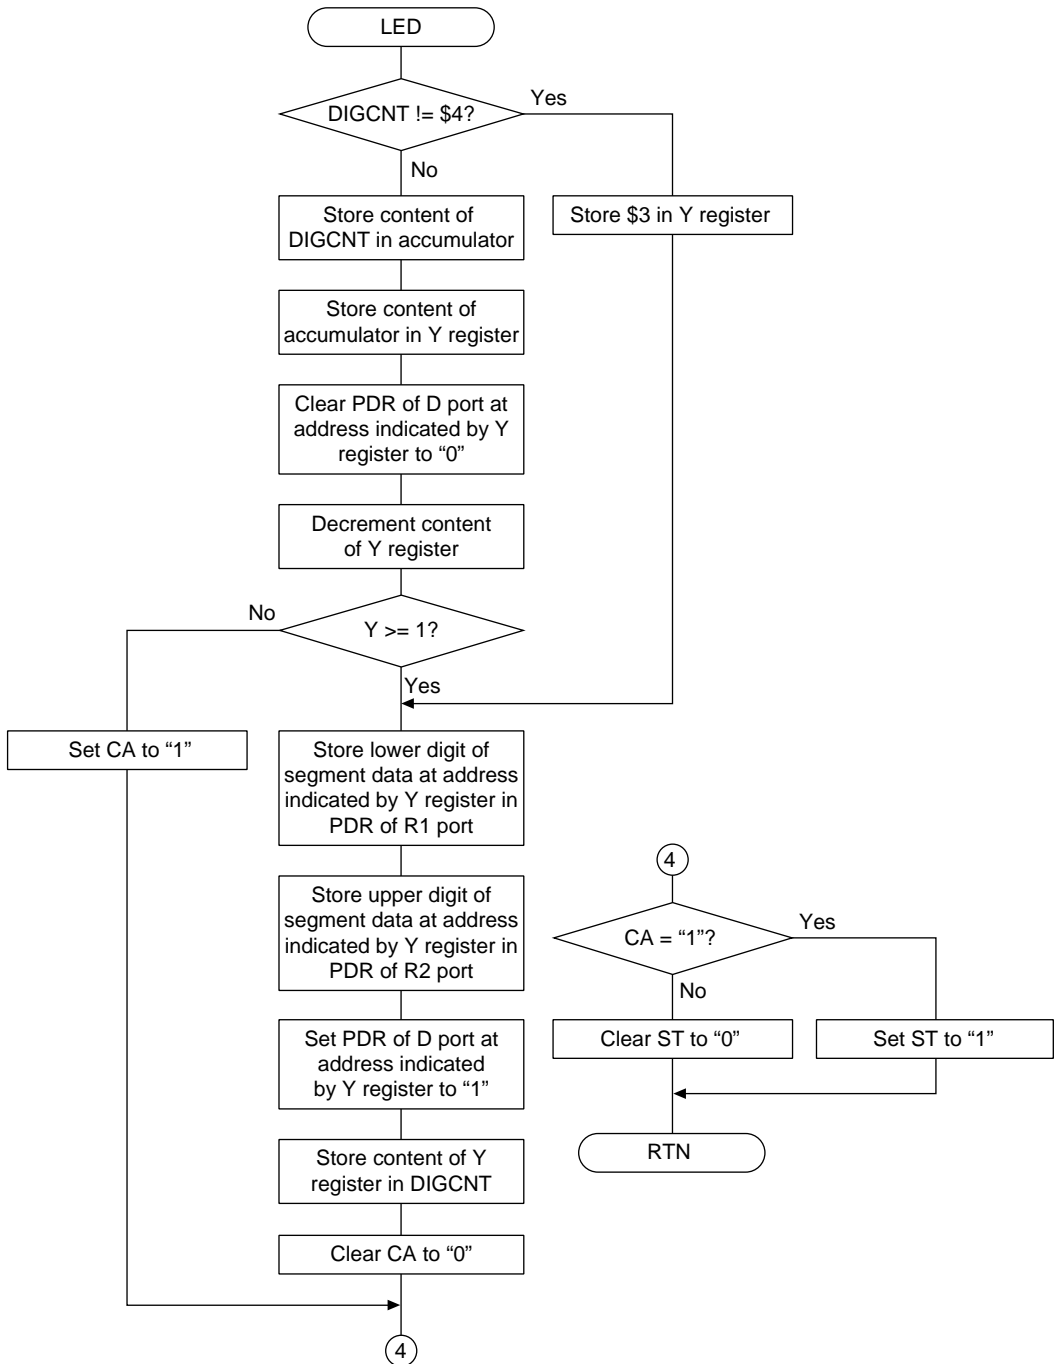 LED
DIGCNT != $4?
Yes
No
Store content of
DIGCNT in accumulator
Store $3 in Y register
Store content of
accumulator in Y register
Clear PDR of D port at
address indicated by Y
register to “0”
Decrement content
of Y register
No
Y >= 1?
Yes
Set CA to “1”
Store lower digit of
segment data at address
indicated by Y register in
PDR of R1 port
Store upper digit of
segment data at address
indicated by Y register in
PDR of R2 port
Set PDR of D port at
address indicated
by Y register to “1”
Store content of Y
register in DIGCNT
Clear CA to “0”
4
4
CA = “1”?
Yes
No
Clear ST to “0”
Set ST to “1”
RTN